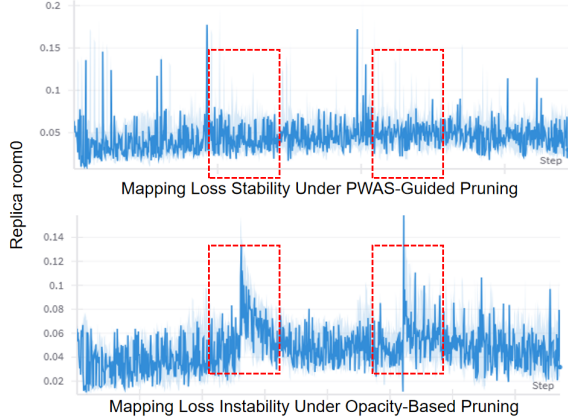 0.2
0.15
0.1
0.05
Step
Mapping Loss Stability Under PWAS-Guided Pruning
Replica room0
0.14
0.12
0.1
0.08
0.06
0.04
0.02
Step
Mapping Loss Instability Under Opacity-Based Pruning